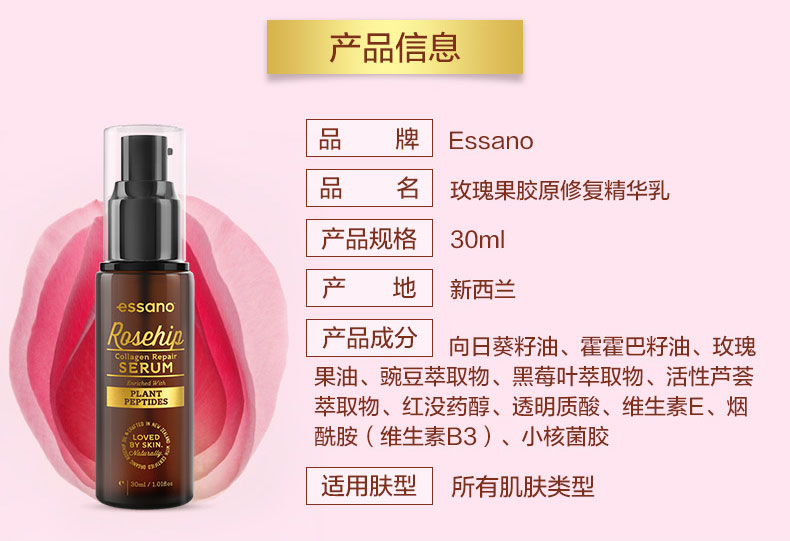 产品信息
品 牌 Essano
品 名 玫瑰果胶原修复精华乳
产品规格 30ml
产 地 新西兰
产品成分 向日葵籽油、霍霍巴籽油、玫瑰
果油、豌豆萃取物、黑莓叶萃取物、活性芦荟
萃取物、红没药醇、透明质酸、维生素E、烟
酰胺（维生素B3）、小核菌胶
适用肤型 所有肌肤类型
essano
Rosehip
Collagen Repair
SERUM
Enriched With
PLANT
PEPTIDES
LOVED
BY SKIN.
Naturally
30ml / 1.01floz